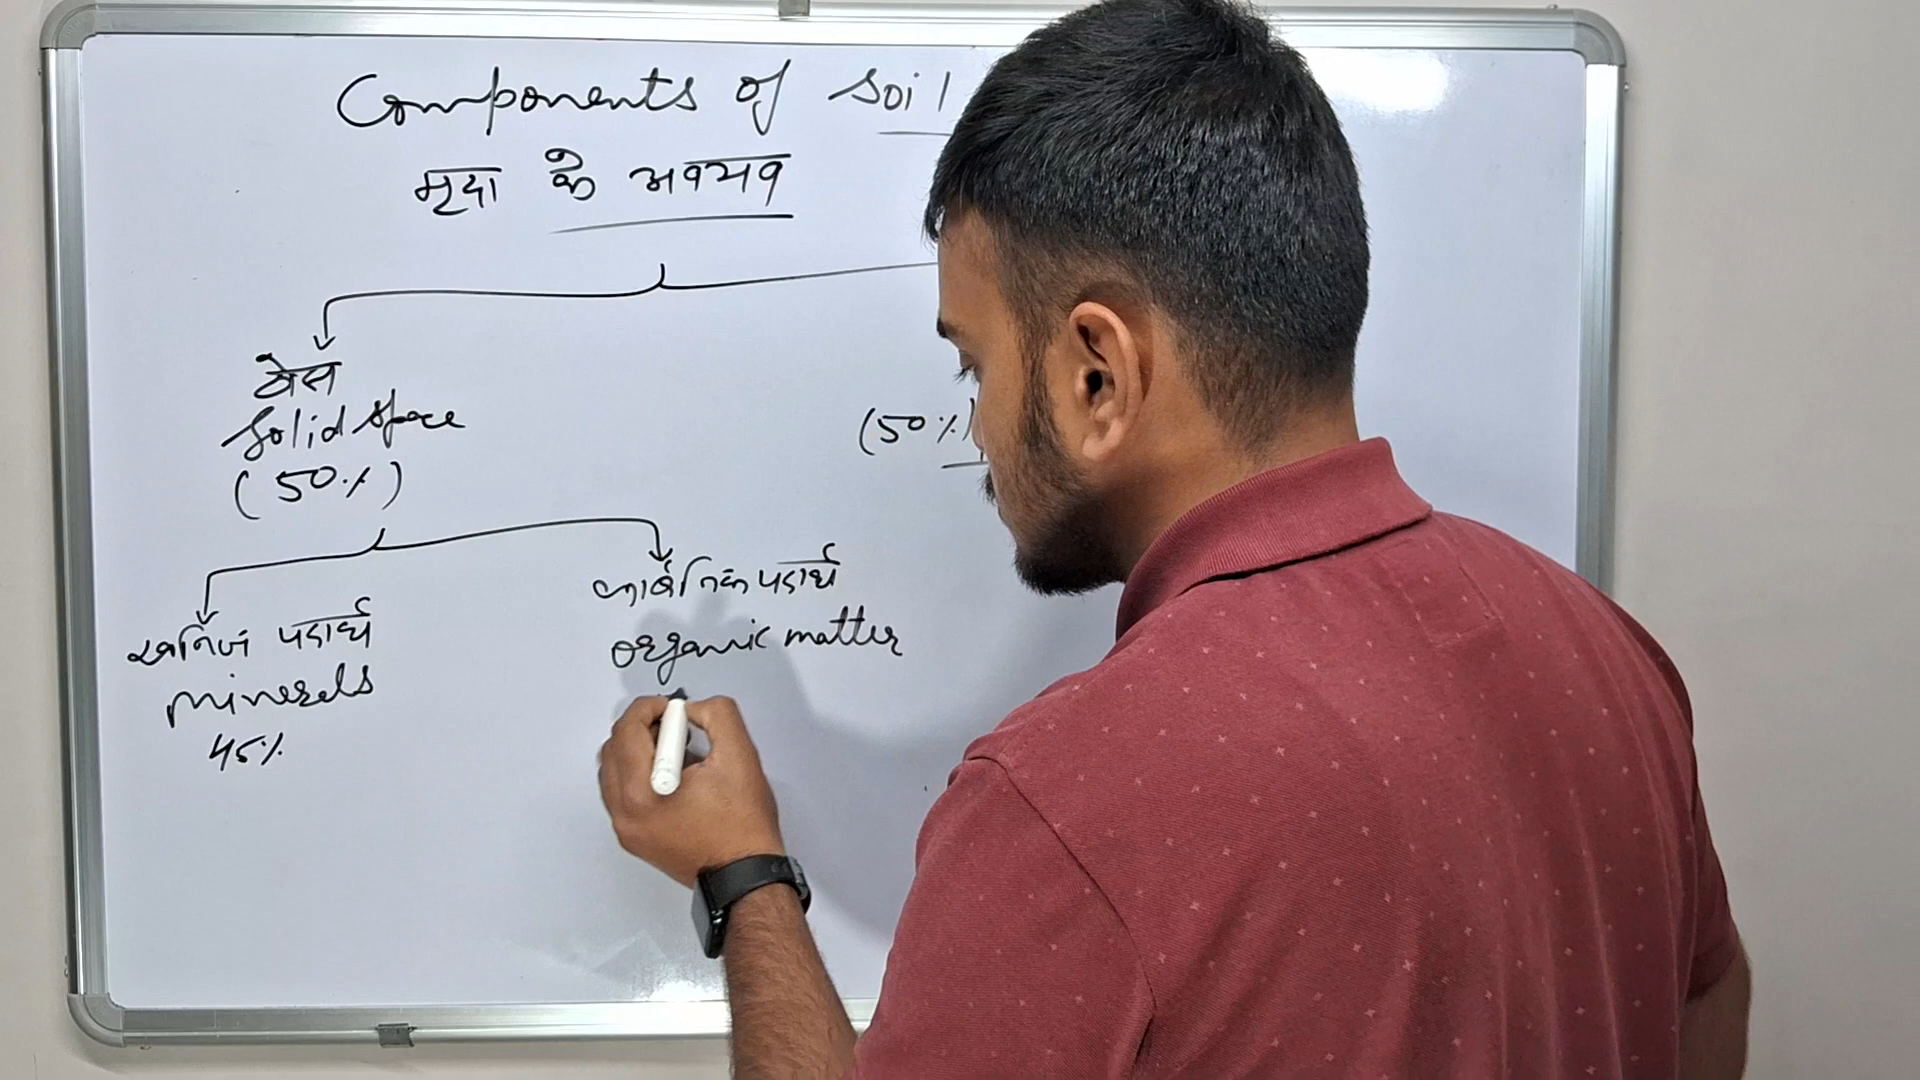 Components of soil
मृदा के अवयव
ठोस
Solid space
(50%)
(50%)
खनिज पदार्थ
minerals
45%
कार्बनिक पदार्थ
organic matter